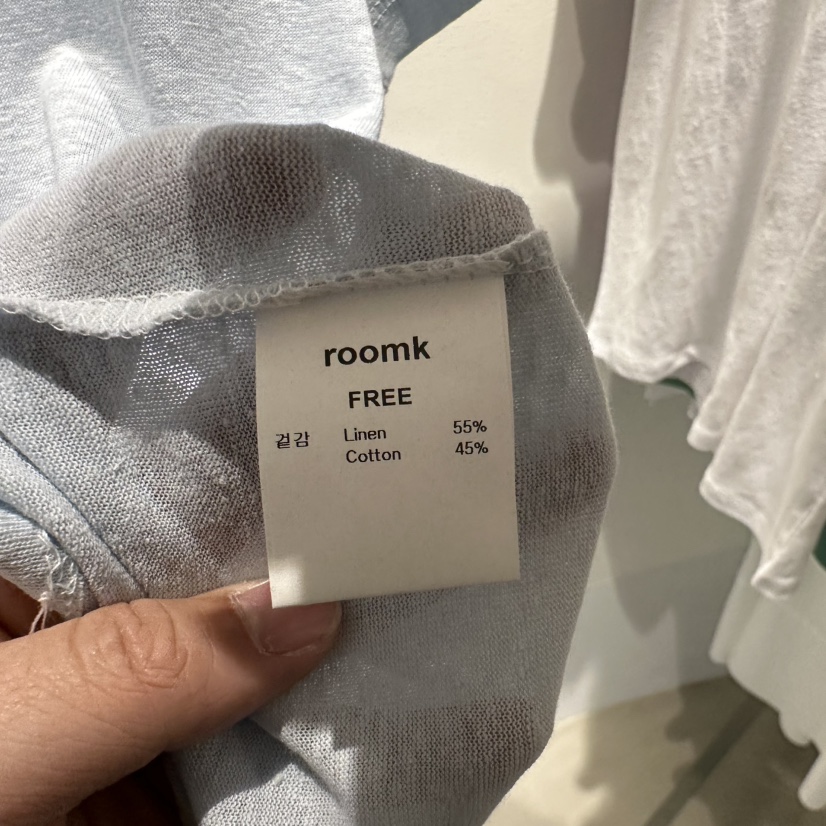 roomk
FREE
겉감 Linen 55%
Cotton 45%